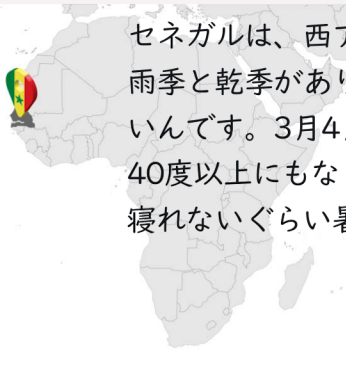 セネガルは、西ア
雨季と乾季があり
いんです。3月4
40度以上にもな
寝れないぐらい暑